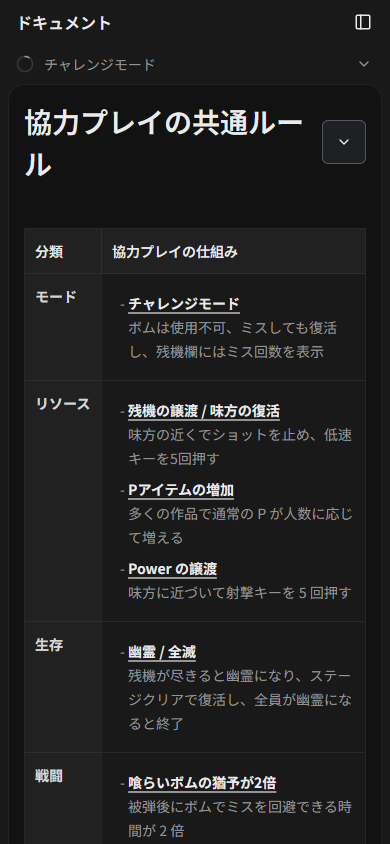 ドキュメント
チャレンジモード
協力プレイの共通ルー
ル
分類 協力プレイの仕組み
モード
- チャレンジモード
ボムは使用不可、ミスしても復活
し、残機欄にはミス回数を表示
リソース
- 残機の譲渡 / 味方の復活
味方の近くでショットを止め、低速
キーを5回押す
- Pアイテムの増加
多くの作品で通常の P が人数に応じ
て増える
- Power の譲渡
味方に近づいて射撃キーを 5 回押す
生存
- 幽霊 / 全滅
残機が尽きると幽霊になり、ステー
ジクリアで復活し、全員が幽霊にな
ると終了
戦闘
- 喰らいボムの猶予が2倍
被弾後にボムでミスを回避できる時
間が 2 倍